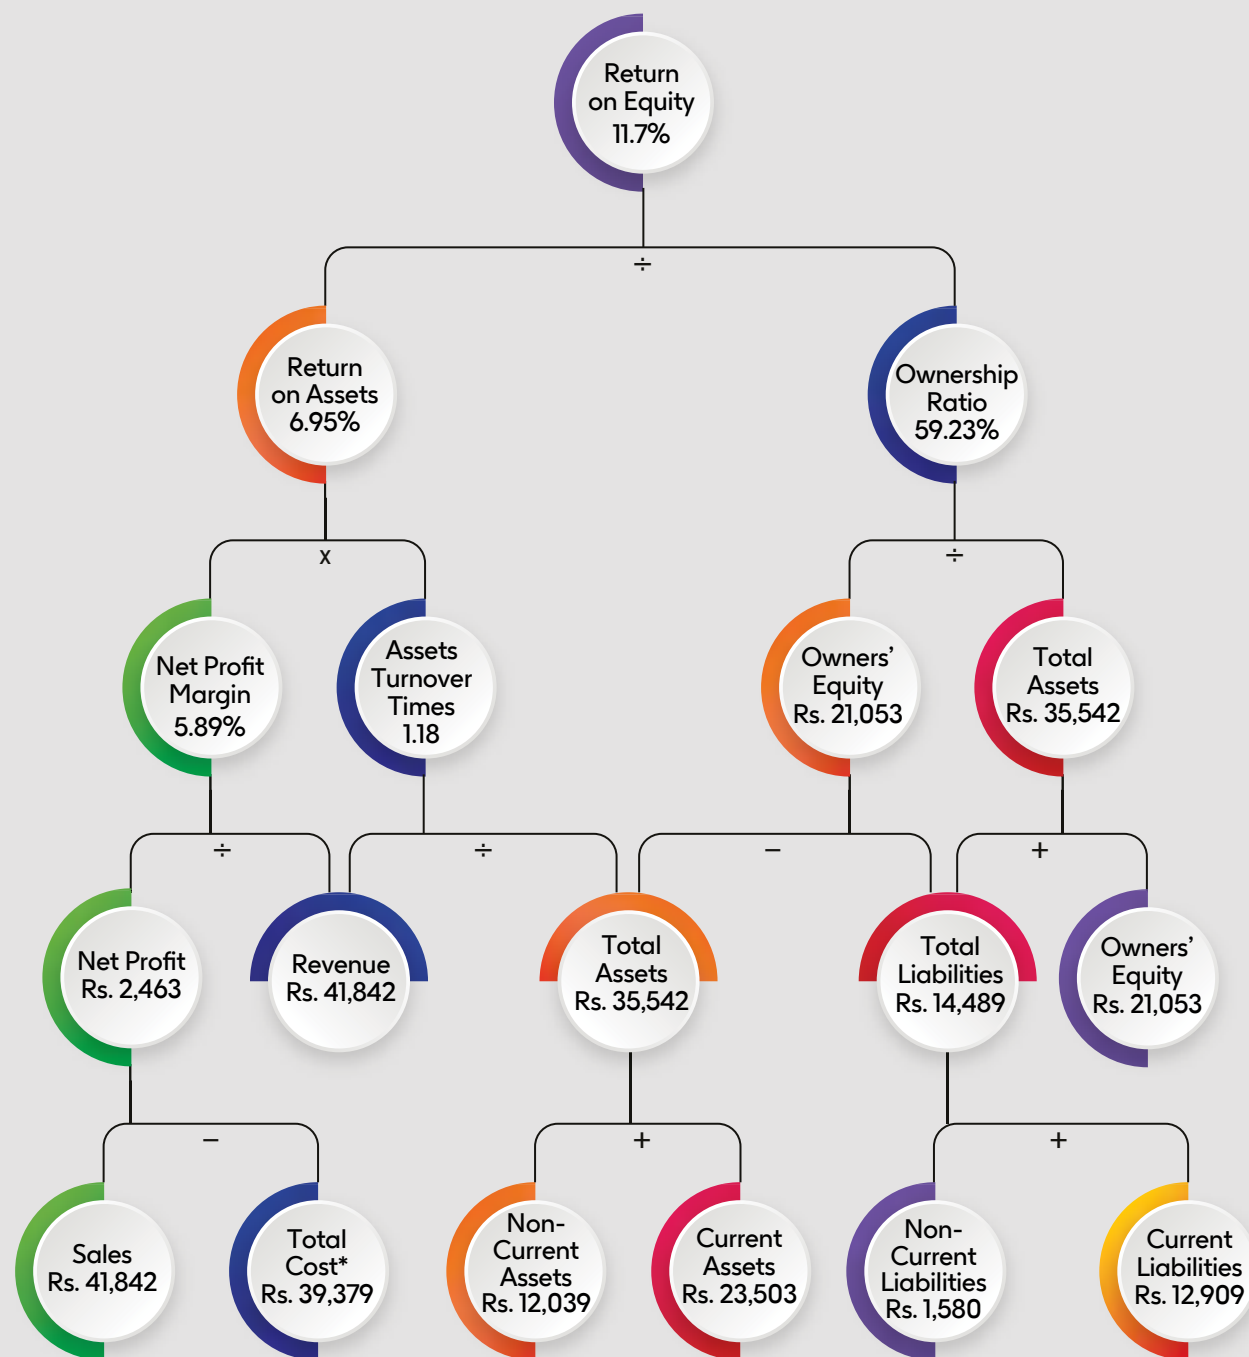 Return
on Equity
11.7%
÷
Return
on Assets
6.95%
Ownership
Ratio
59.23%
x
÷
Net Profit
Margin
5.89%
Assets
Turnover
Times
1.18
Owners’
Equity
Rs. 21,053
Total
Assets
Rs. 35,542
÷
÷
–
+
Net Profit
Rs. 2,463
Revenue
Rs. 41,842
Total
Assets
Rs. 35,542
Total
Liabilities
Rs. 14,489
Owners’
Equity
Rs. 21,053
–
+
+
Sales
Rs. 41,842
Total
Cost*
Rs. 39,379
Non-
Current
Assets
Rs. 12,039
Current
Assets
Rs. 23,503
Non-
Current
Liabilities
Rs. 1,580
Current
Liabilities
Rs. 12,909